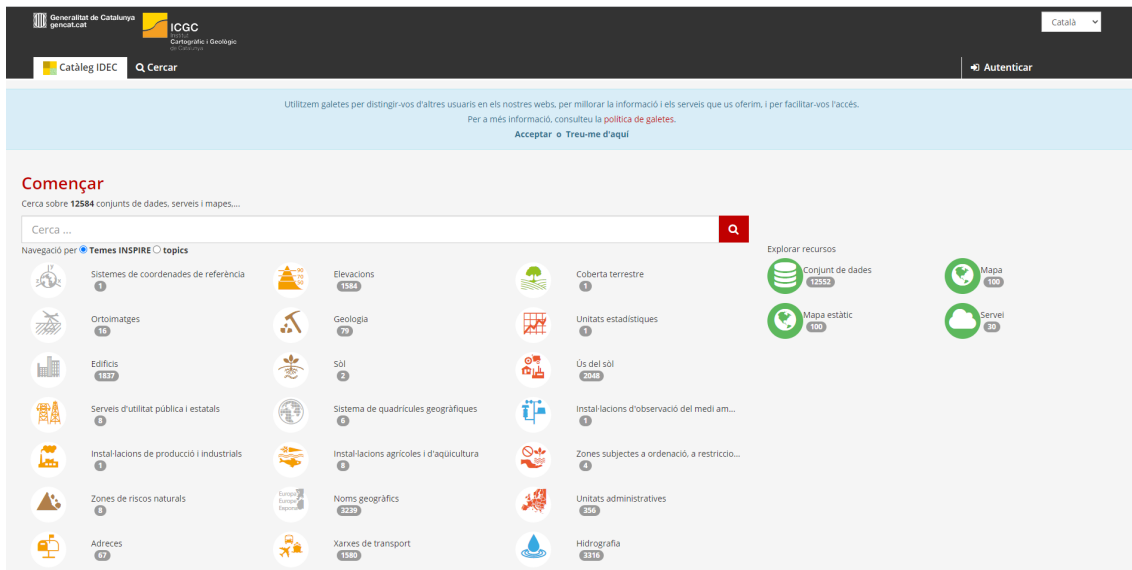 Generalitat de Catalunya
gencat.cat
ICGC
Institut
Cartogràfic i Geològic
de Catalunya
Català
Catàleg IDEC
Cercar
Autenticar
Utilitzem galetes per distingir-vos d'altres usuaris en els nostres webs, per millorar la informació i els serveis que us oferim, i per facilitar-vos l'accés.
Per a més informació, consulteu la política de galetes.
Acceptar o Treu-me d'aquí
Començar
Cerca sobre 12584 conjunts de dades, serveis i mapes,...
Cerca ...
Navegació per Temes INSPIRE topics
Explorar recursos
Sistemes de coordenades de referència
1
Elevacions
1584
Coberta terrestre
1
Conjunt de dades
12552
Mapa
100
Ortoimatges
16
Geologia
79
Unitats estadístiques
1
Mapa estàtic
100
Servei
30
Edificis
1837
Sòl
2
Ús del sòl
2048
Serveis d'utilitat pública i estatals
8
Sistema de quadrícules geogràfiques
6
Instal·lacions d'observació del medi am...
1
Instal·lacions de producció i industrials
1
Instal·lacions agrícoles i d'aqüicultura
8
Zones subjectes a ordenació, a restriccio...
4
Zones de riscos naturals
8
Noms geogràfics
3239
Unitats administratives
356
Adreces
67
Xarxes de transport
1580
Hidrografia
3316